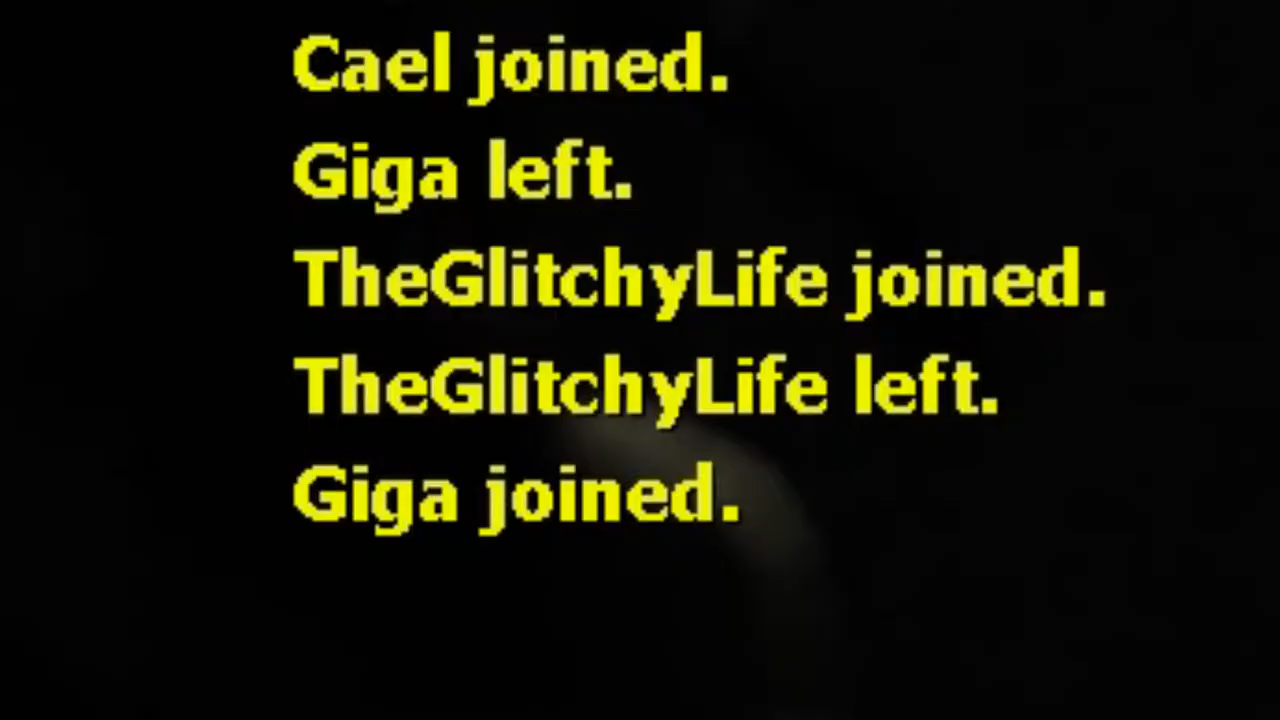 Cael joined.
Giga left.
TheGlitchyLife joined.
TheGlitchyLife left.
Giga joined.